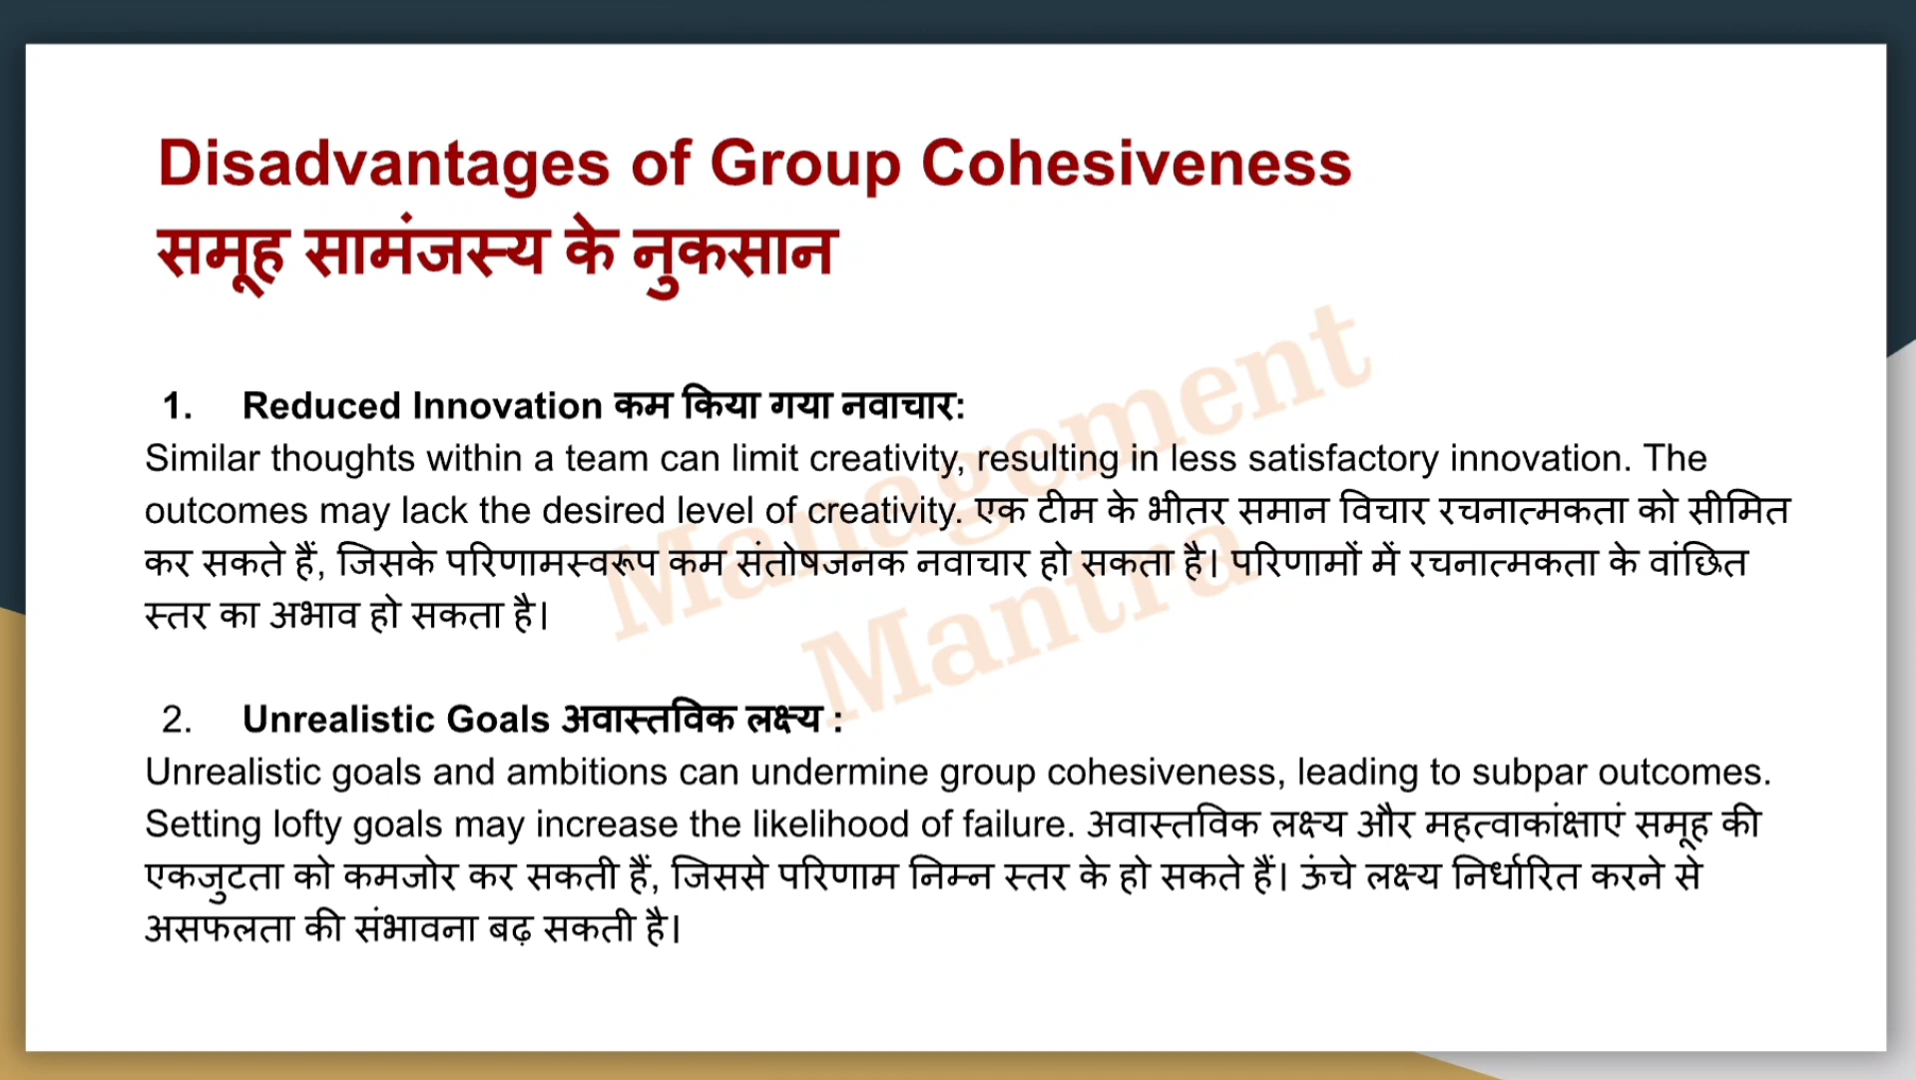 Disadvantages of Group Cohesiveness
समूह सामंजस्य के नुकसान
1. Reduced Innovation कम किया गया नवाचार:
Similar thoughts within a team can limit creativity, resulting in less satisfactory innovation. The
outcomes may lack the desired level of creativity. एक टीम के भीतर समान विचार रचनात्मकता को सीमित
कर सकते हैं, जिसके परिणामस्वरूप कम संतोषजनक नवाचार हो सकता है। परिणामों में रचनात्मकता के वांछित
स्तर का अभाव हो सकता है।
2. Unrealistic Goals अवास्तविक लक्ष्य :
Unrealistic goals and ambitions can undermine group cohesiveness, leading to subpar outcomes.
Setting lofty goals may increase the likelihood of failure. अवास्तविक लक्ष्य और महत्वाकांक्षाएं समूह की
एकजुटता को कमजोर कर सकती हैं, जिससे परिणाम निम्न स्तर के हो सकते हैं। ऊंचे लक्ष्य निर्धारित करने से
असफलता की संभावना बढ़ सकती है।
Management
Mantra